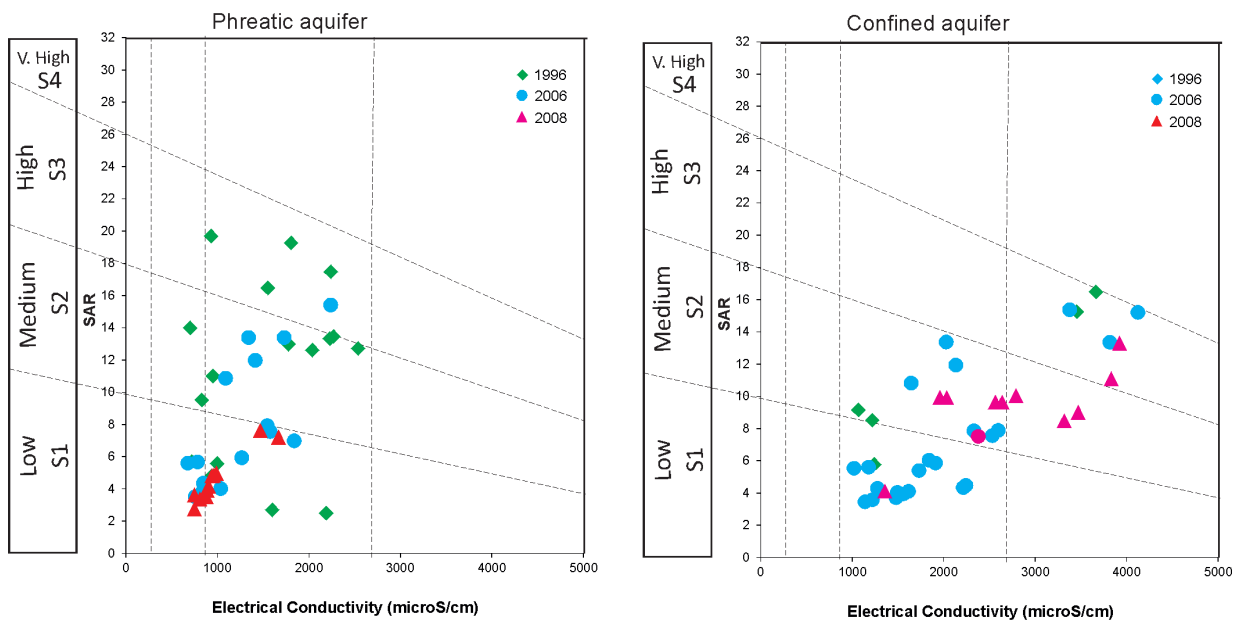 Phreatic aquifer
V. High
S4
High
S3
Medium
S2
Low
S1
SAR
32
30
28
26
24
22
20
18
16
14
12
10
8
6
4
2
0
1996
2006
2008
0
1000
2000
3000
4000
5000
Electrical Conductivity (microS/cm)
Confined aquifer
V. High
S4
High
S3
Medium
S2
Low
S1
SAR
32
30
28
26
24
22
20
18
16
14
12
10
8
6
4
2
0
1996
2006
2008
0
1000
2000
3000
4000
5000
Electrical Conductivity (microS/cm)